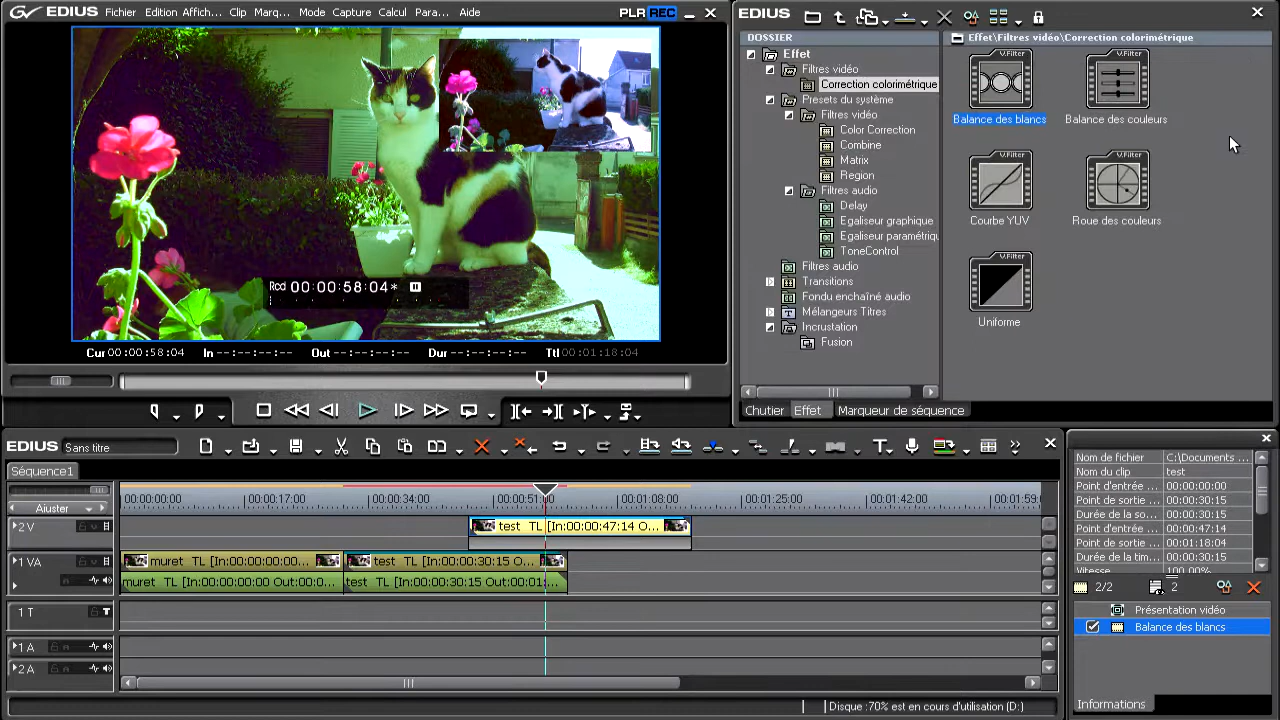 GV EDIUS Fichier Edition Affich... Clip Marq... Mode Capture Calcul Para... Aide PLR REC
Rcd 00:00:58:04*
Cur 00:00:58:04 In --:--:--:-- Out --:--:--:-- Dur --:--:--:-- Ttl 00:01:18:04
EDIUS
DOSSIER
Effet
Filtres vidéo
Correction colorimétrique
Presets du système
Filtres vidéo
Color Correction
Combine
Matrix
Region
Filtres audio
Delay
Egaliseur graphique
Egaliseur paramétriqu
ToneControl
Filtres audio
Transitions
Fondu enchaîné audio
Mélangeurs Titres
Incrustation
Fusion
Effet\Filtres vidéo\Correction colorimétrique
V.Filter V.Filter
Balance des blancs Balance des couleurs
V.Filter V.Filter
Courbe YUV Roue des couleurs
V.Filter
Uniforme
Chutier Effet Marqueur de séquence
EDIUS Sans titre
Séquence1
00:00:00:00 00:00:17:00 00:00:34:00 00:00:51:00 00:01:08:00 00:01:25:00 00:01:42:00 00:01:59:0
Ajuster
2 V test TL [In:00:00:47:14 O...
1 VA muret TL [In:00:00:00:00... test TL [In:00:00:30:15 O...
muret TL [In:00:00:00:00 Out:00:0... test TL [In:00:00:30:15 Out:00:01:...
1 T T
1 A
2 A
Disque :70% est en cours d'utilisation (D:)
Nom de fichier C:\Documents ...
Nom du clip test
Point d'entrée ... 00:00:00:00
Point de sortie ... 00:00:30:15
Durée de la so... 00:00:30:15
Point d'entrée ... 00:00:47:14
Point de sortie ... 00:01:18:04
Durée de la tim... 00:00:30:15
Vitesse 100.00%
2/2 2
Présentation vidéo
Balance des blancs
Informations